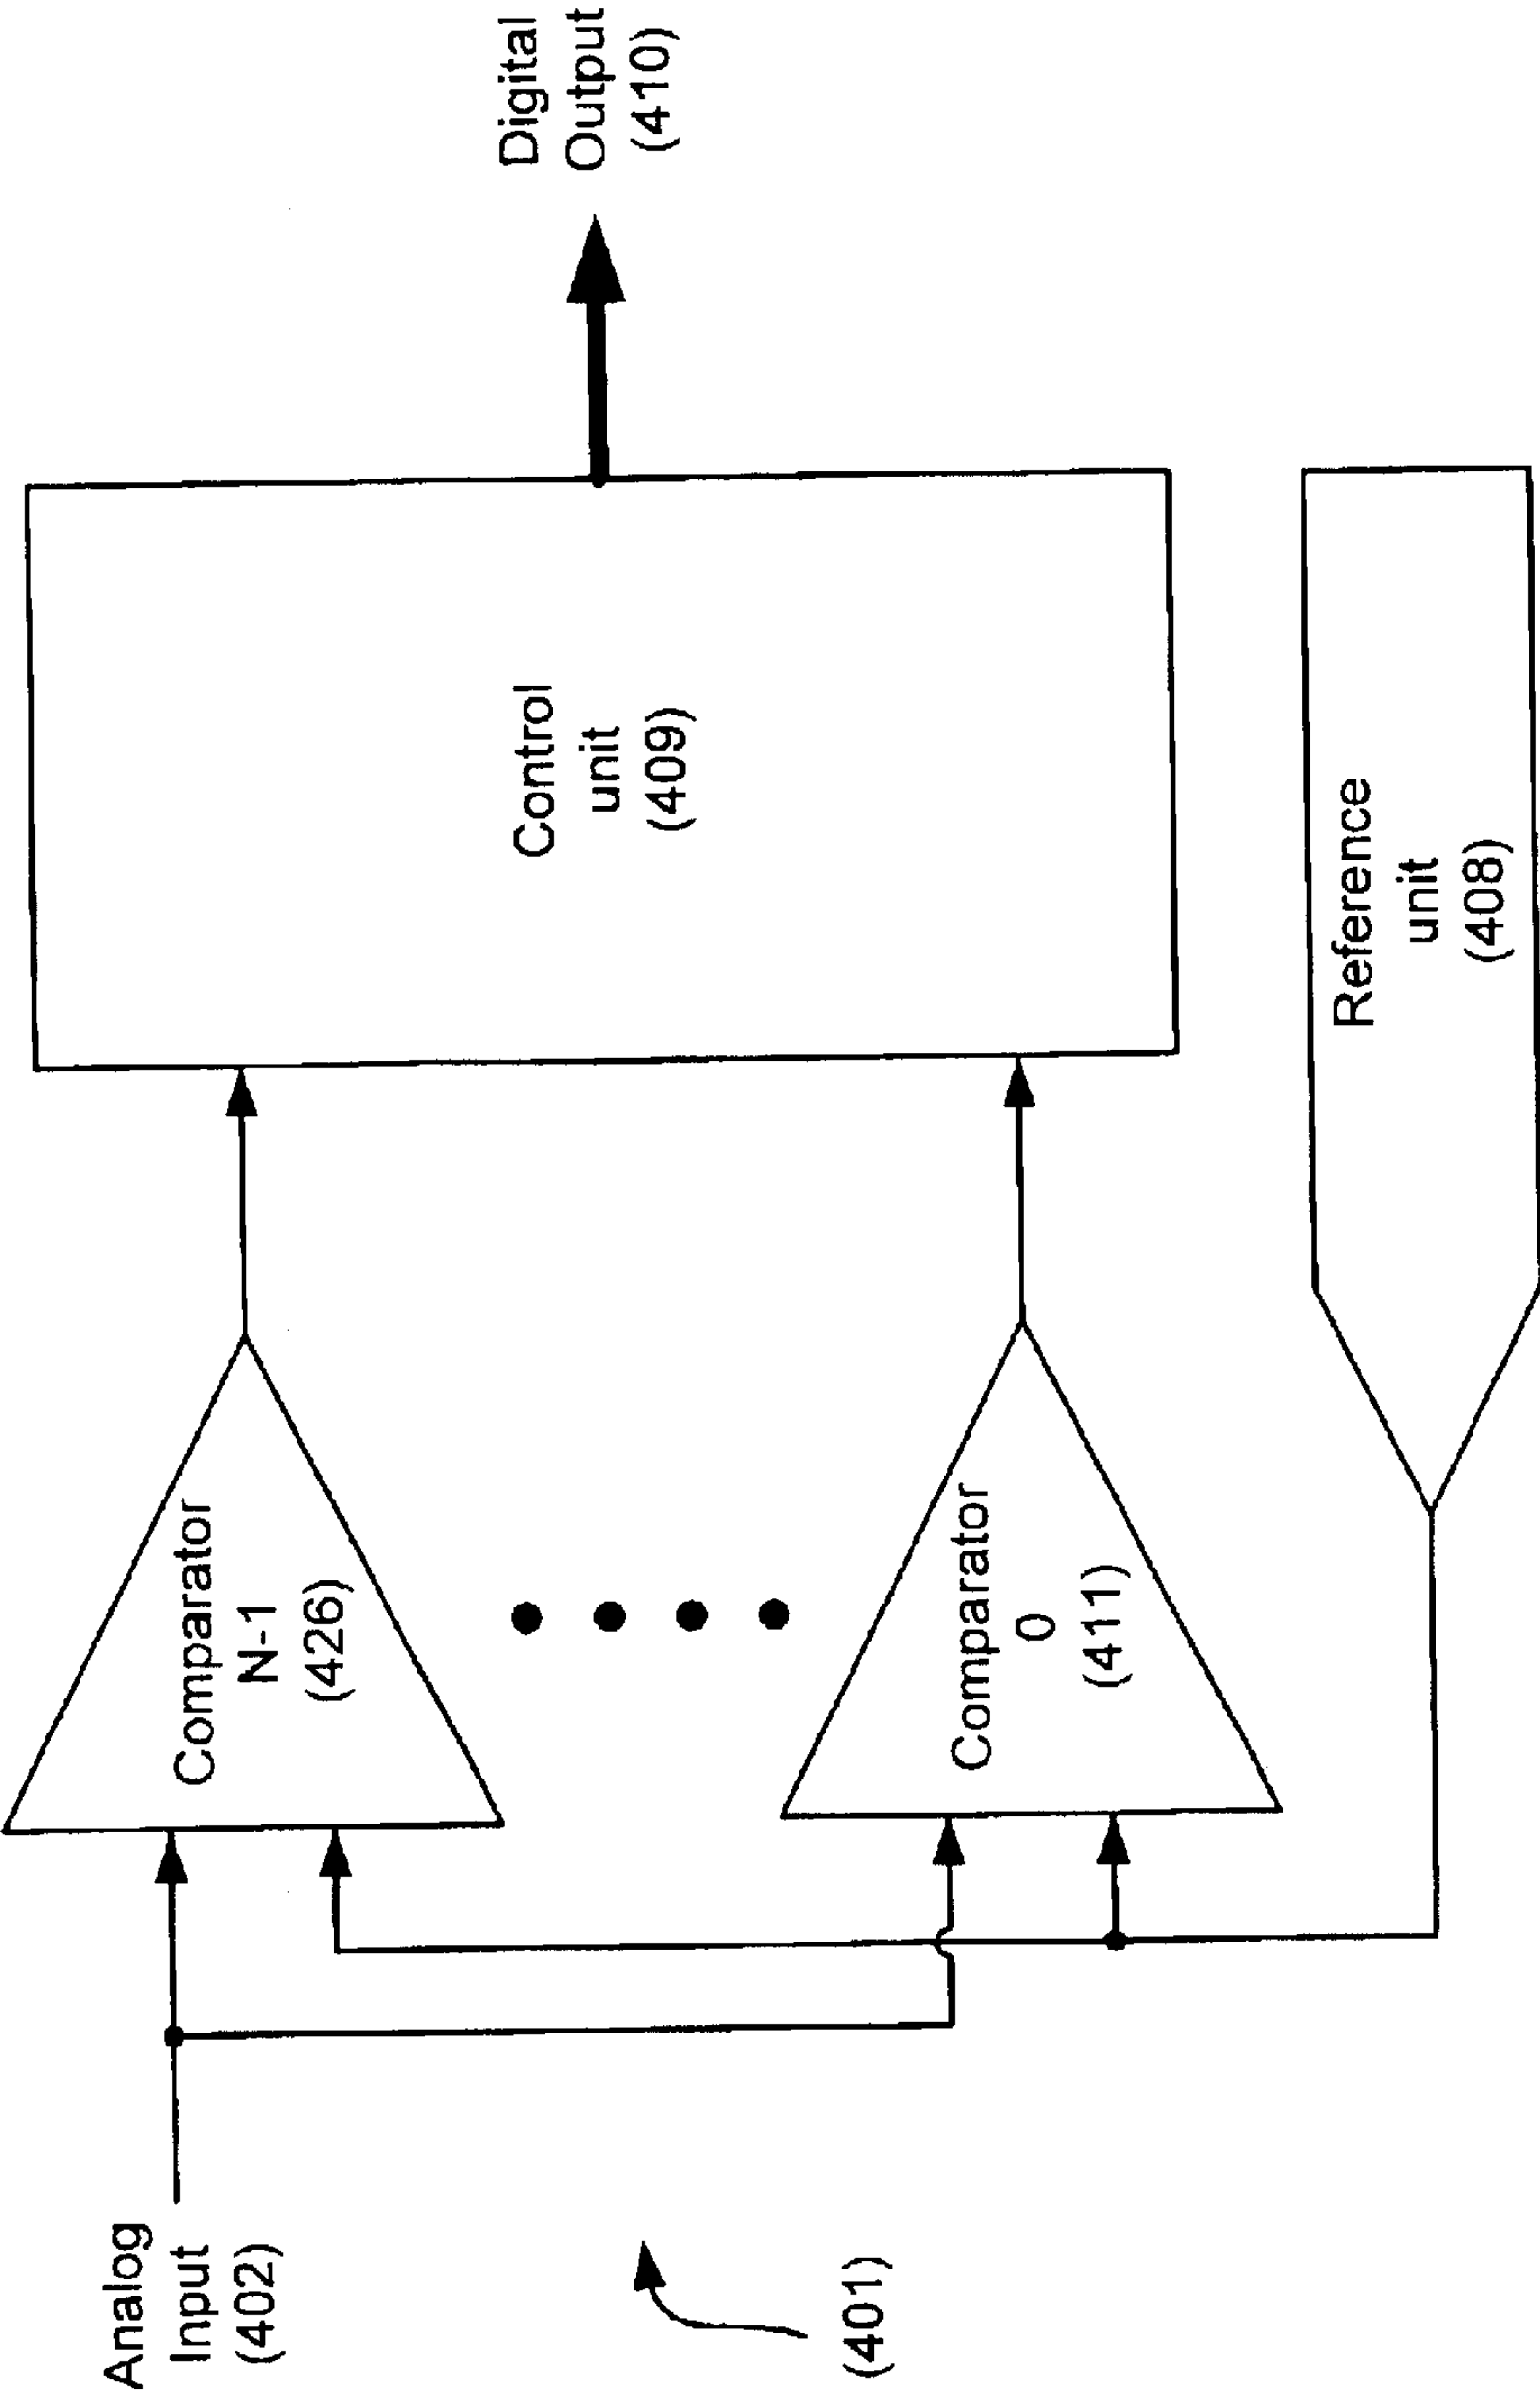 Analog
Input
(402)
Comparator
N-1
(426)
Control
unit
(409)
Digital
Output
(410)
Comparator
0
(411)
Reference
unit
(408)
(401)